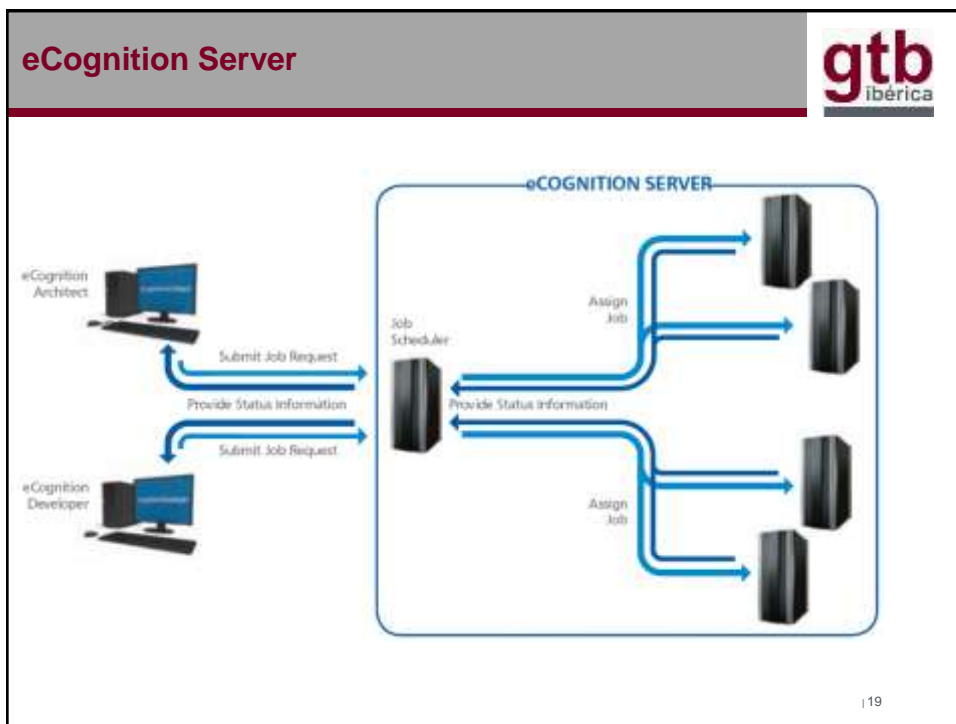 eCognition Server
gtb
ibérica
eCOGNITION SERVER
eCognition
Architect
Submit Job Request
Provide Status Information
Submit Job Request
eCognition
Developer
Job
Scheduler
Provide Status Information
Assign
Job
Assign
Job
| 19